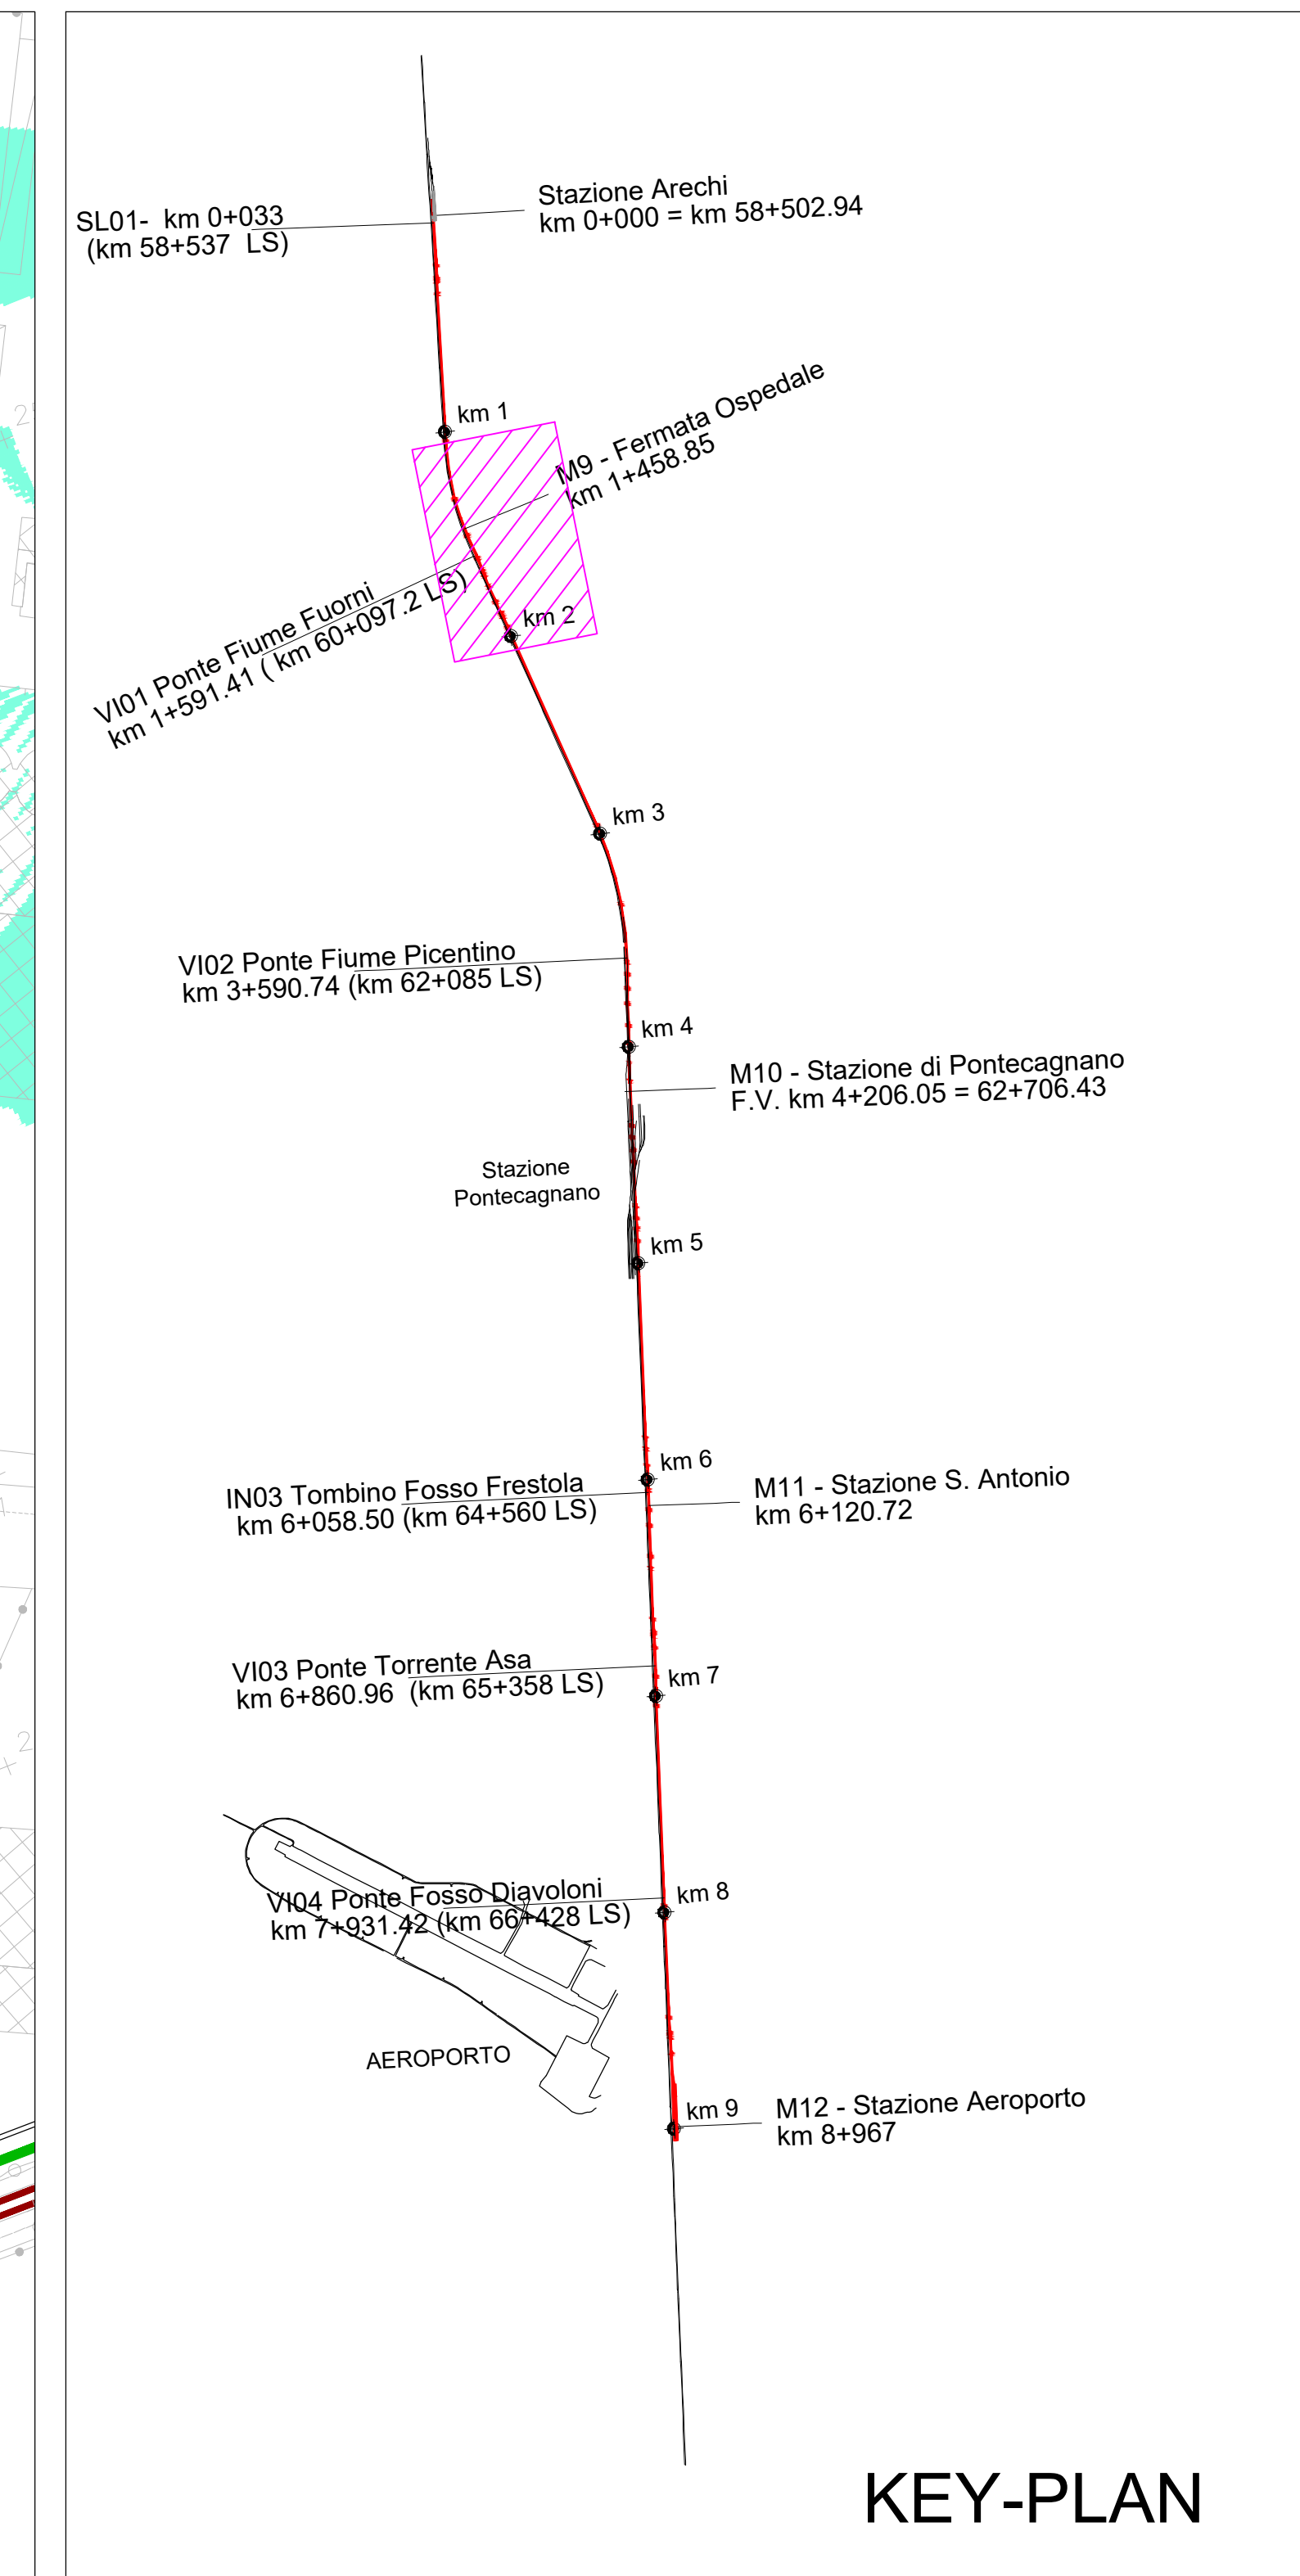 Stazione Arechi
km 0+000 = km 58+502.94
SL01-  km 0+033
(km 58+537  LS)
km 1
M9 - Fermata Ospedale
km 1+458.85
VI01 Ponte Fiume Fuorni
km 1+591.41 ( km 60+097.2 LS)
km 2
km 3
VI02 Ponte Fiume Picentino
km 3+590.74 (km 62+085 LS)
km 4
M10 - Stazione di Pontecagnano
F.V. km 4+206.05 = 62+706.43
Stazione
Pontecagnano
km 5
km 6
IN03 Tombino Fosso Frestola
km 6+058.50 (km 64+560 LS)
M11 - Stazione S. Antonio
km 6+120.72
VI03 Ponte Torrente Asa
km 6+860.96  (km 65+358 LS)
km 7
VI04 Ponte Fosso Diavoloni
km 7+931.42 (km 66+428 LS)
km 8
AEROPORTO
km 9
M12 - Stazione Aeroporto
km 8+967
KEY-PLAN